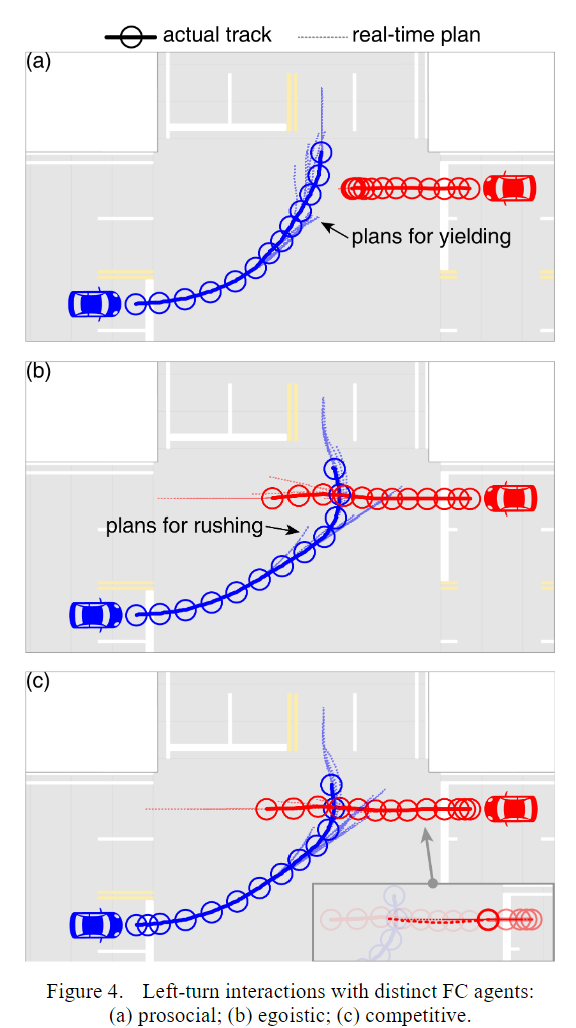 actual track real-time plan
(a)
plans for yielding
(b)
plans for rushing
(c)
Figure 4. Left-turn interactions with distinct FC agents:
(a) prosocial; (b) egoistic; (c) competitive.